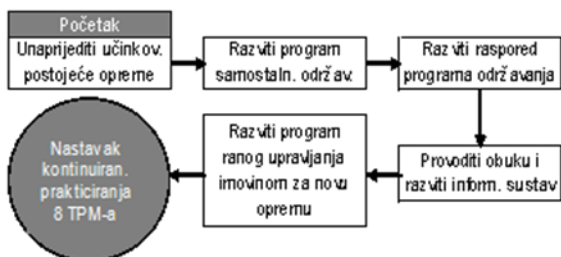 Početak
Unaprijediti učinkov.
postojeće opreme
Razviti program
samostaln. održav.
Razviti raspored
programa održavanja
Provoditi obuku i
razviti inform. sustav
Razviti program
ranog upravljanja
imovinom za novu
opremu
Nastavak
kontinuiran.
prakticiranja
8 TPM-a